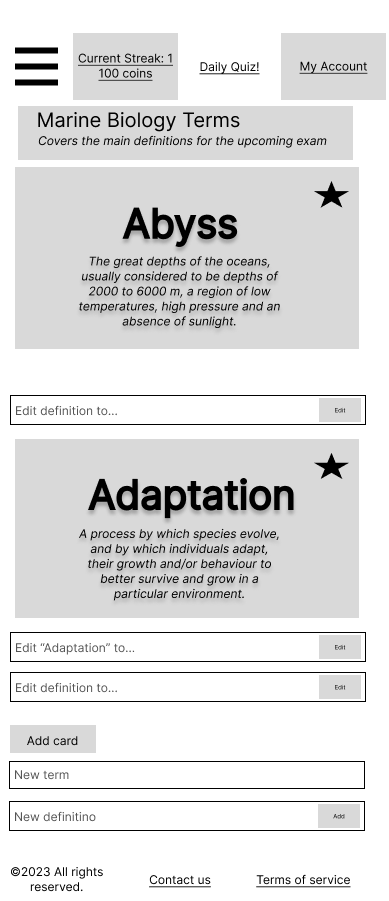 Current Streak: 1
100 coins
Daily Quiz!
My Account
Marine Biology Terms
Covers the main definitions for the upcoming exam
Abyss
The great depths of the oceans,
usually considered to be depths of
2000 to 6000 m, a region of low
temperatures, high pressure and an
absence of sunlight.
Edit definition to...
Edit
Adaptation
A process by which species evolve,
and by which individuals adapt,
their growth and/or behaviour to
better survive and grow in a
particular environment.
Edit “Adaptation” to...
Edit
Edit definition to...
Edit
Add card
New term
New definitino
Add
©2023 All rights
reserved.
Contact us
Terms of service